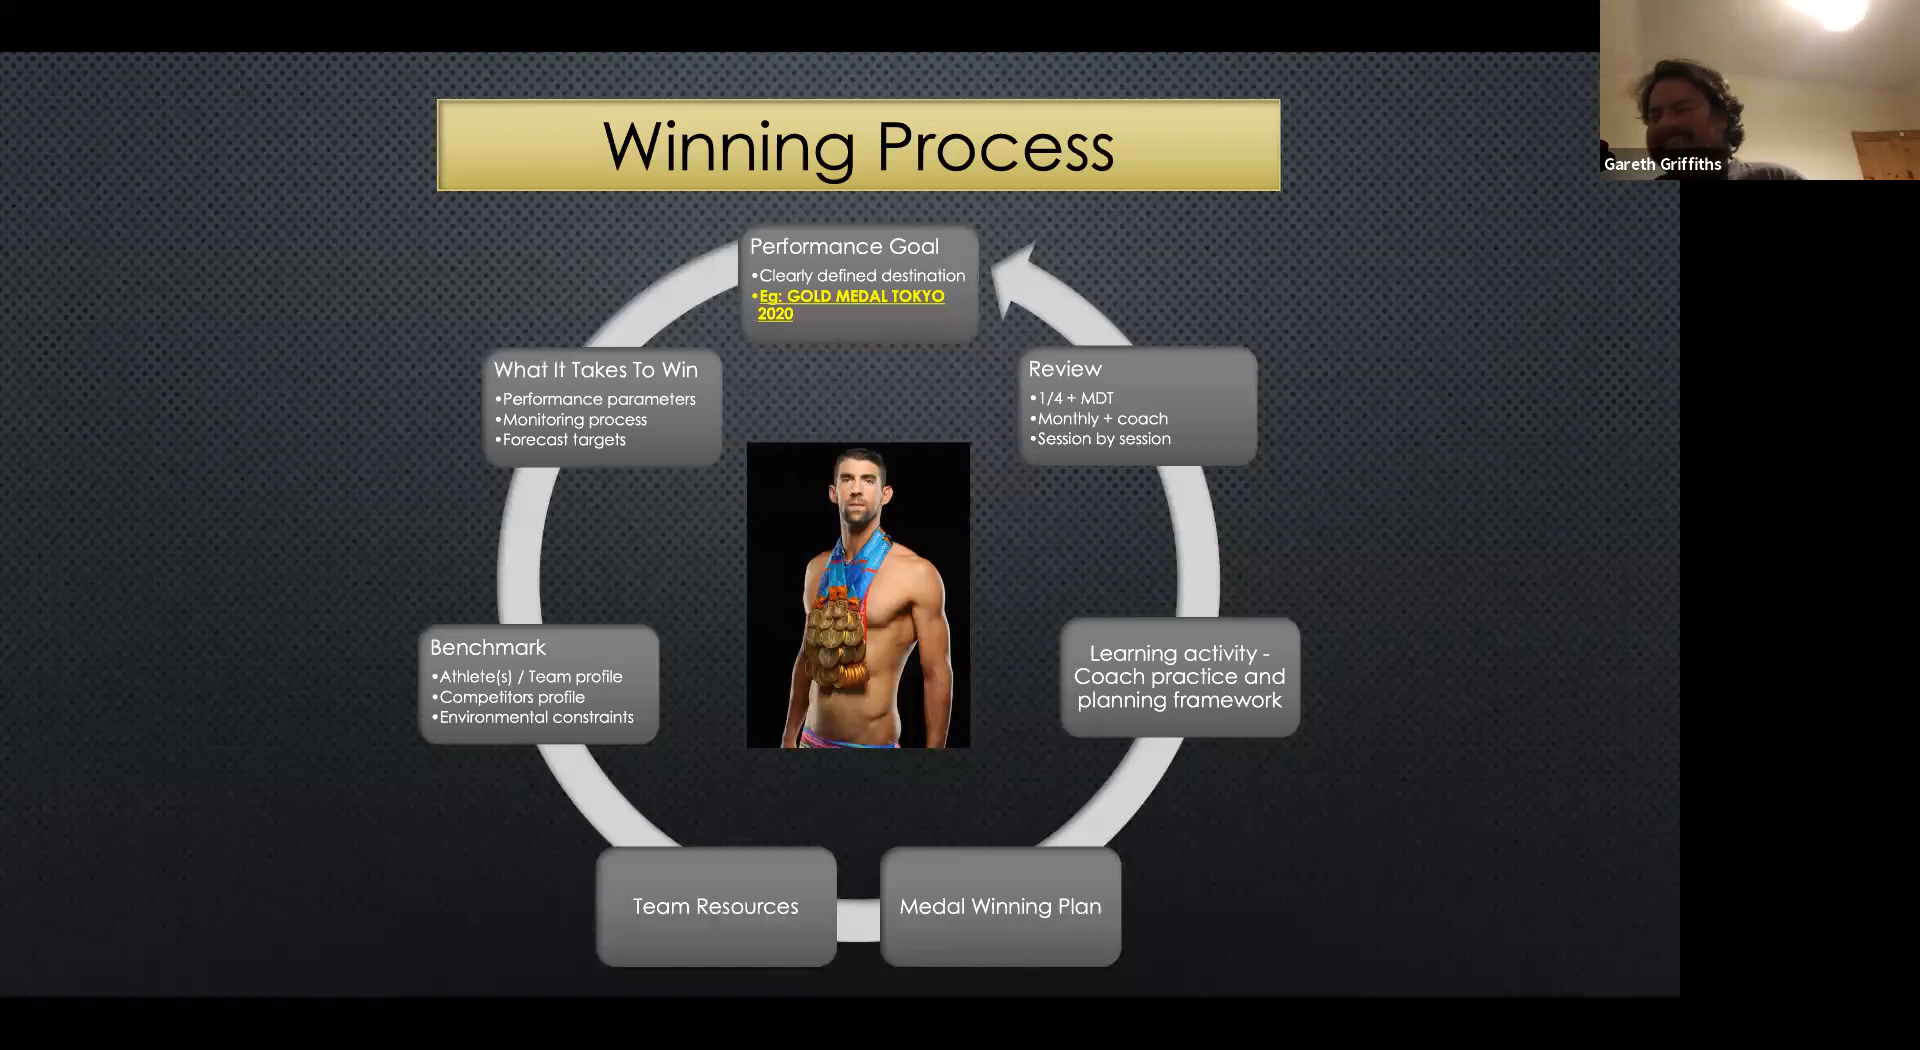 Winning Process
Gareth Griffiths
Performance Goal
•Clearly defined destination
•Eg: GOLD MEDAL TOKYO
2020
What It Takes To Win
•Performance parameters
•Monitoring process
•Forecast targets
Review
•1/4 + MDT
•Monthly + coach
•Session by session
Benchmark
•Athlete(s) / Team profile
•Competitors profile
•Environmental constraints
Learning activity -
Coach practice and
planning framework
Team Resources
Medal Winning Plan